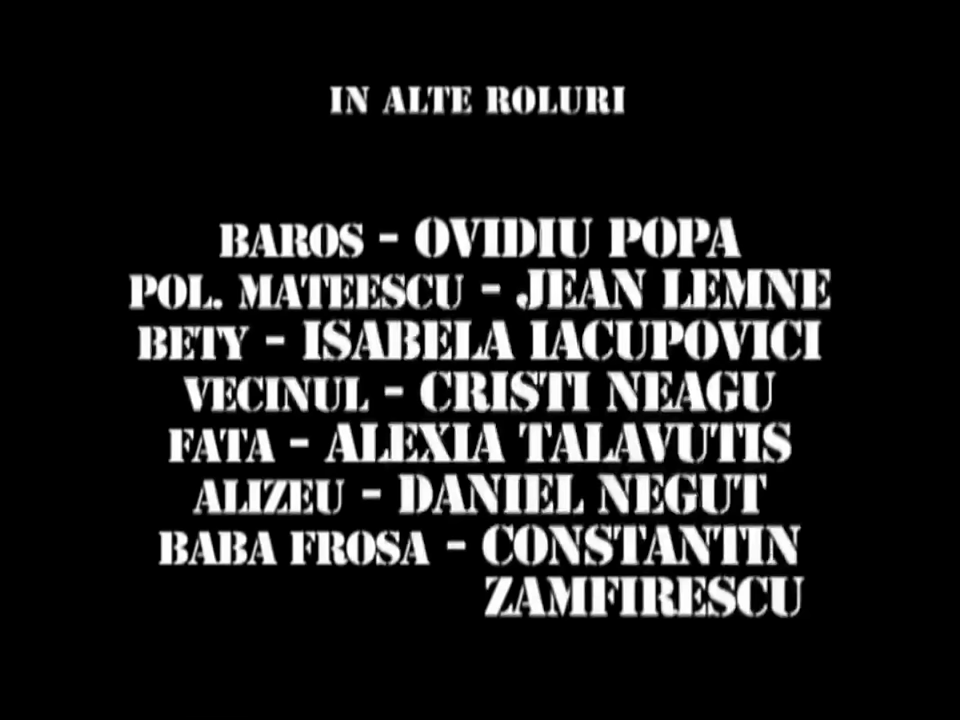 IN ALTE ROLURI
BAROS - OVIDIU POPA
POL. MATEESCU - JEAN LEMNE
BETY - ISABELA IACUPOVICI
VECINUL - CRISTI NEAGU
FATA - ALEXIA TALAVUTIS
ALIZEU - DANIEL NEGUT
BABA FROSA - CONSTANTIN
ZAMFIRESCU